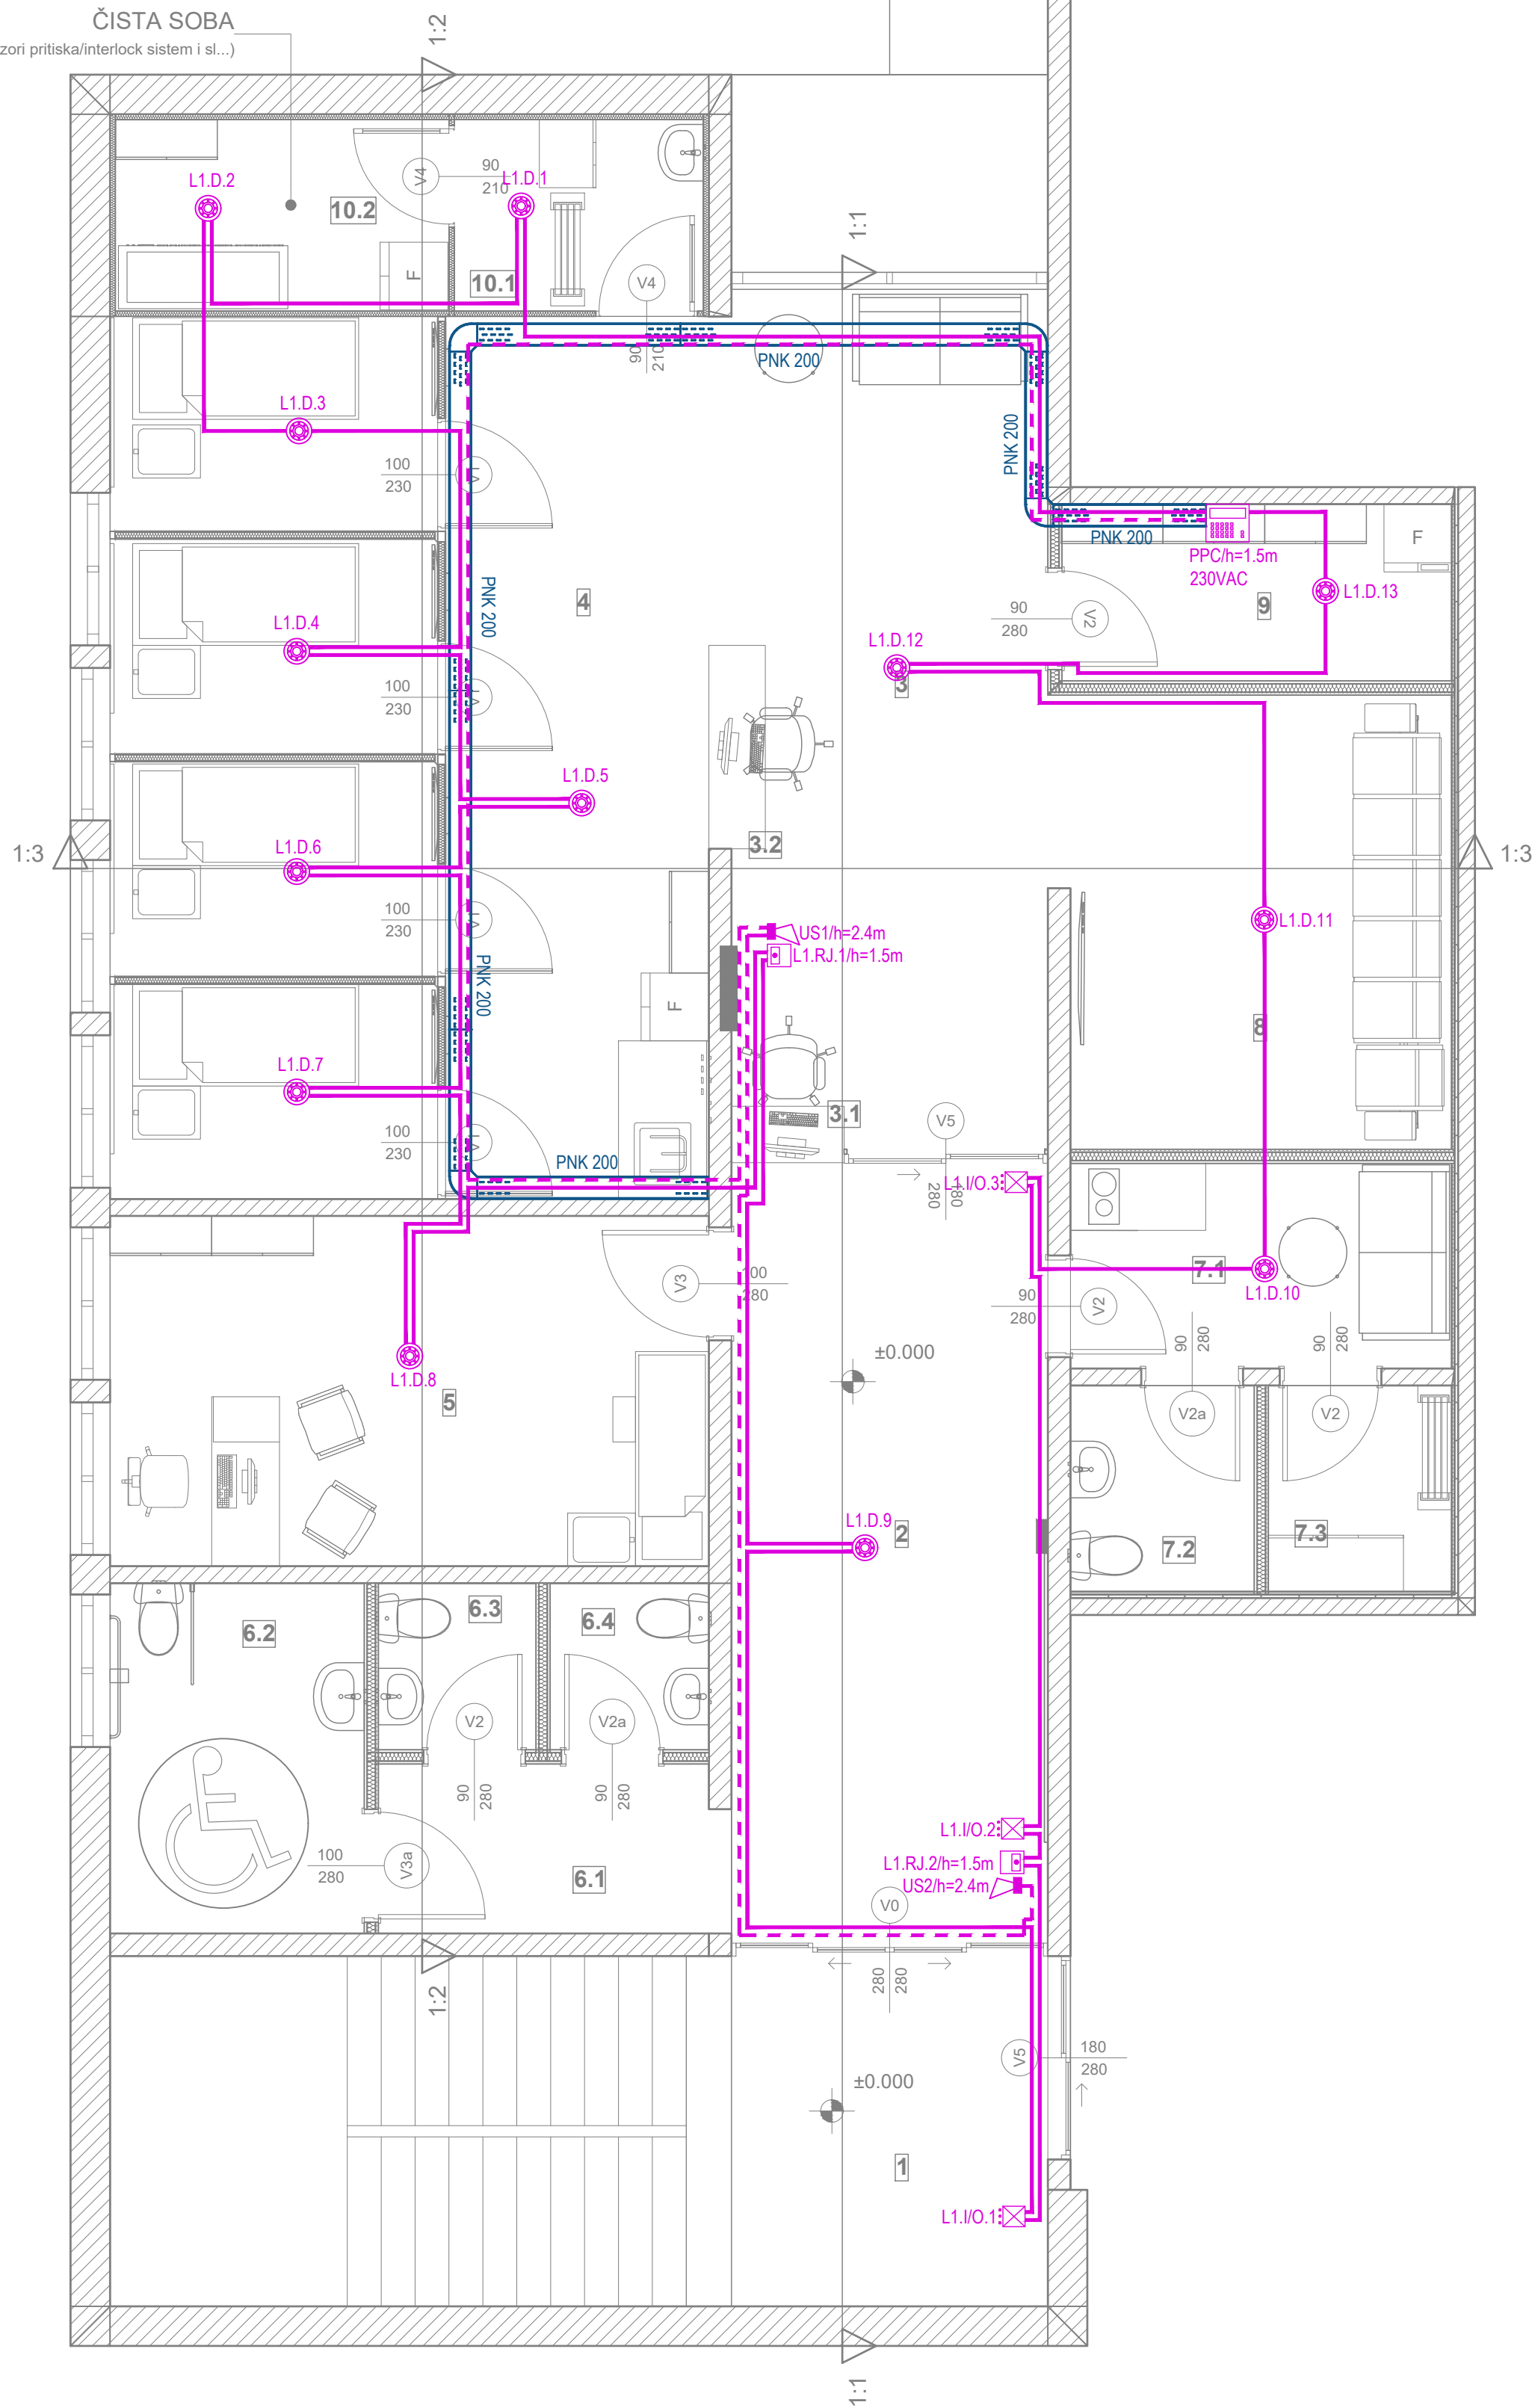 ČISTA SOBA
zori pritiska/interlock sistem i sl...)
1:2
L1.D.2
10.2
V4
90
210
L1.D.1
1:1
F
10.1
V4
90
210
PNK 200
L1.D.3
100
230
PNK 200
PNK 200
PPC/h=1.5m
230VAC
F
L1.D.13
9
PNK 200
4
90
280
V2
L1.D.4
L1.D.12
3
100
230
L1.D.5
3.2
1:3
L1.D.6
1:3
100
230
L1.D.11
US1/h=2.4m
L1.RJ.1/h=1.5m
PNK 200
F
8
L1.D.7
3.1
V5
100
230
PNK 200
L1.I/O.3
280
180
V3
100
280
7.1
L1.D.10
90
280
V2
90
280
90
280
±0.000
L1.D.8
5
V2a
V2
L1.D.9
2
7.2
7.3
6.2
6.3
6.4
V2
V2a
90
280
90
280
L1.I/O.2
100
280
V3a
6.1
L1.RJ.2/h=1.5m
US2/h=2.4m
V0
280
280
1:2
V5
180
280
±0.000
1
L1.I/O.1
1:1